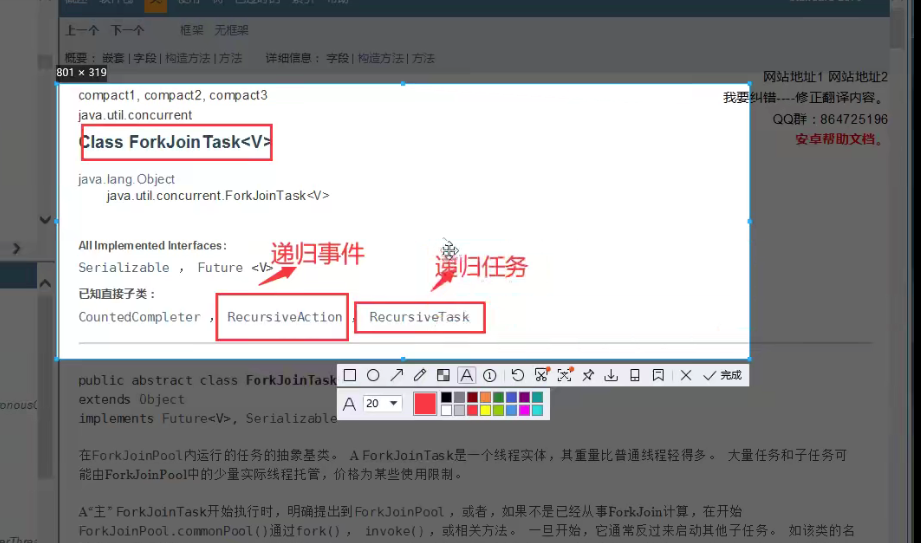 上一个 下一个 框架 无框架
概要： 嵌套 | 字段 | 构造方法 | 方法 详细信息： 字段 | 构造方法 | 方法
801 × 319
网站地址1 网站地址2
compact1, compact2, compact3
我要纠错----修正翻译内容。
java.util.concurrent
QQ群：864725196
Class ForkJoinTask<V>
安卓帮助文档。
java.lang.Object
java.util.concurrent.ForkJoinTask<V>
All Implemented Interfaces:
递归事件
递归任务
Serializable ， Future <V>
已知直接子类：
CountedCompleter ， RecursiveAction ， RecursiveTask
完成
public abstract class ForkJoinTask
extends Object
A 20
implements Future<V>, Serializable
在ForkJoinPool内运行的任务的抽象基类。 A ForkJoinTask是一个线程实体，其重量比普通线程轻得多。 大量任务和子任务可
能由ForkJoinPool中的少量实际线程托管，价格为某些使用限制。
A“主” ForkJoinTask开始执行时，明确提出到ForkJoinPool ，或者，如果不是已经从事ForkJoin计算，在开始
ForkJoinPool.commonPool()通过fork() ， invoke() ，或相关方法。 一旦开始，它通常反过来启动其他子任务。 如该类的名